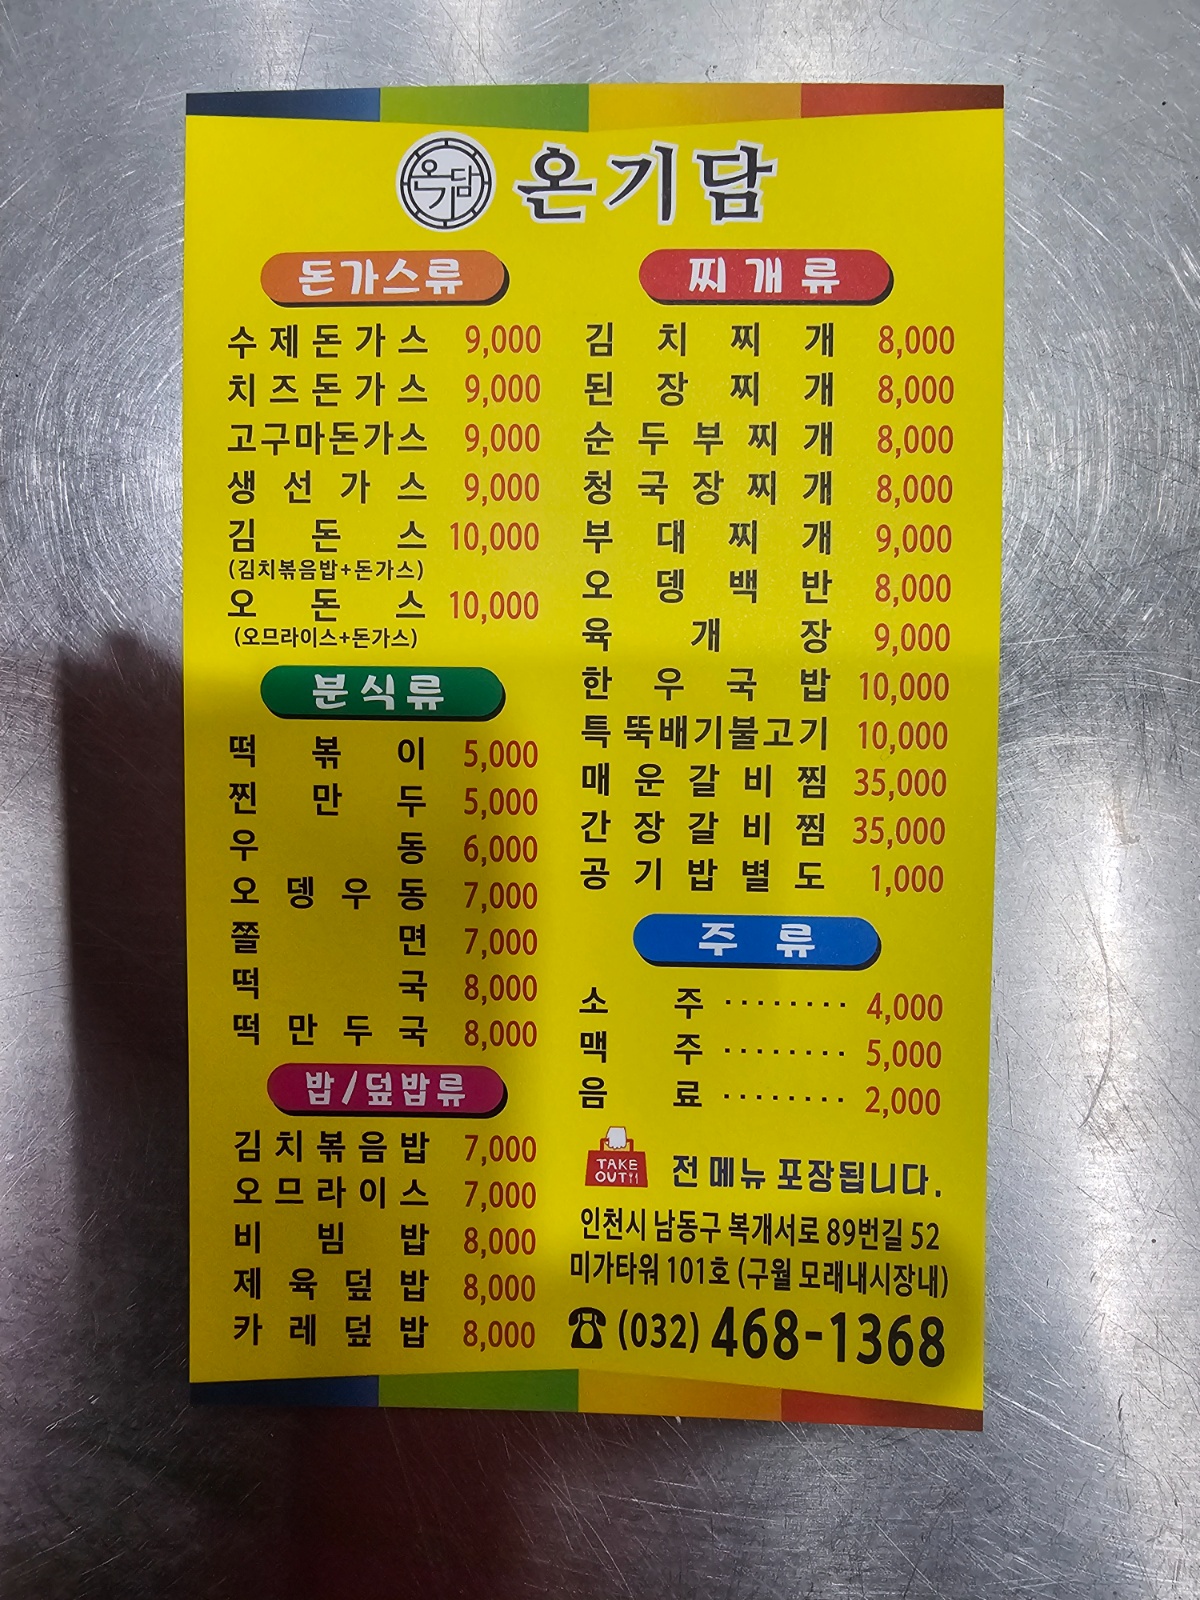 온기담
온기담
돈가스류
수제돈가스 9,000
치즈돈가스 9,000
고구마돈가스 9,000
생선가스 9,000
김돈스 10,000
(김치볶음밥+돈가스)
오돈스 10,000
(오므라이스+돈가스)
분식류
떡볶이 5,000
찐만두 5,000
우동 6,000
오뎅우동 7,000
쫄면 7,000
떡국 8,000
떡만두국 8,000
밥/덮밥류
김치볶음밥 7,000
오므라이스 7,000
비빔밥 8,000
제육덮밥 8,000
카레덮밥 8,000
찌개류
김치찌개 8,000
된장찌개 8,000
순두부찌개 8,000
청국장찌개 8,000
부대찌개 9,000
오뎅백반 8,000
육개장 9,000
한우국밥 10,000
특뚝배기불고기 10,000
매운갈비찜 35,000
간장갈비찜 35,000
공기밥별도 1,000
주류
소주 ········ 4,000
맥주 ········ 5,000
음료 ········ 2,000
TAKE
OUT
전 메뉴 포장됩니다.
인천시 남동구 복개서로 89번길 52
미가타워 101호 (구월 모래내시장내)
☎ (032) 468-1368